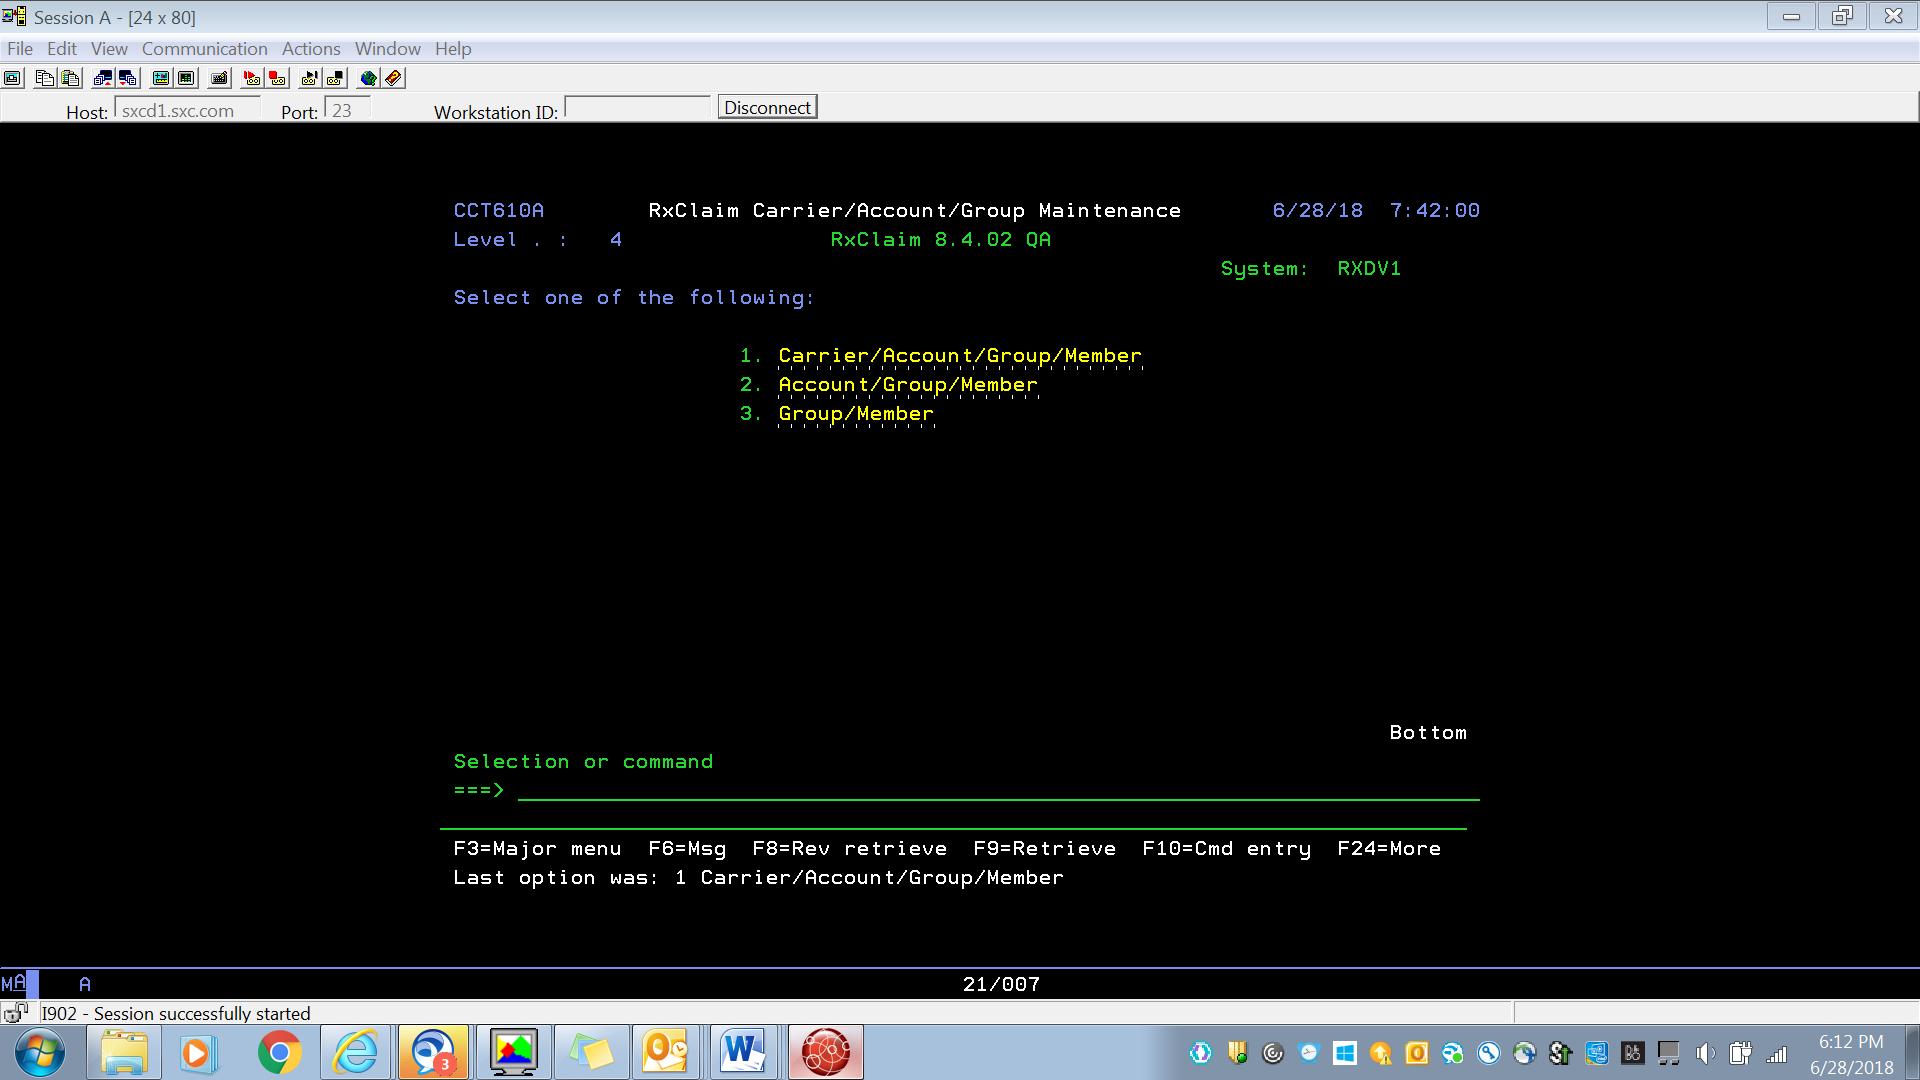 Session A - [24 x 80]
File Edit View Communication Actions Window Help
Host: sxcd1.sxc.com Port: 23 Workstation ID: Disconnect
CCT610A RxClaim Carrier/Account/Group Maintenance 6/28/18 7:42:00
Level . : 4 RxClaim 8.4.02 QA
System: RXDV1
Select one of the following:
1. Carrier/Account/Group/Member
2. Account/Group/Member
3. Group/Member
Bottom
Selection or command
===>
F3=Major menu F6=Msg F8=Rev retrieve F9=Retrieve F10=Cmd entry F24=More
Last option was: 1 Carrier/Account/Group/Member
MA A 21/007
I902 - Session successfully started
3
6:12 PM
6/28/2018